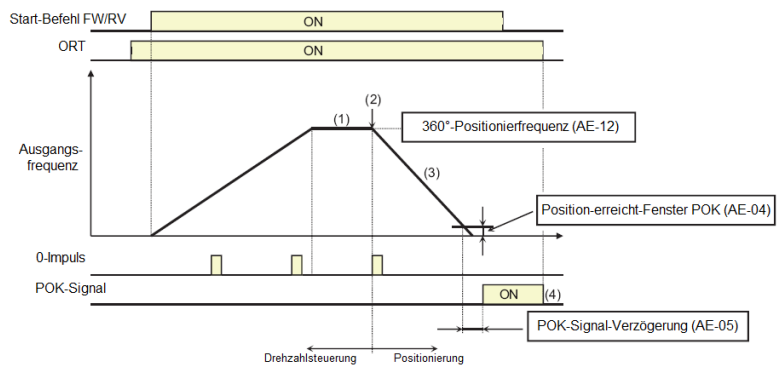 Start-Befehl FW/RV
ON
ORT
ON
(2)
(1)
360°-Positionierfrequenz (AE-12)
Ausgangs-
frequenz
(3)
Position-erreicht-Fenster POK (AE-04)
0-Impuls
POK-Signal
ON
(4)
POK-Signal-Verzögerung (AE-05)
Drehzahlsteuerung
Positionierung